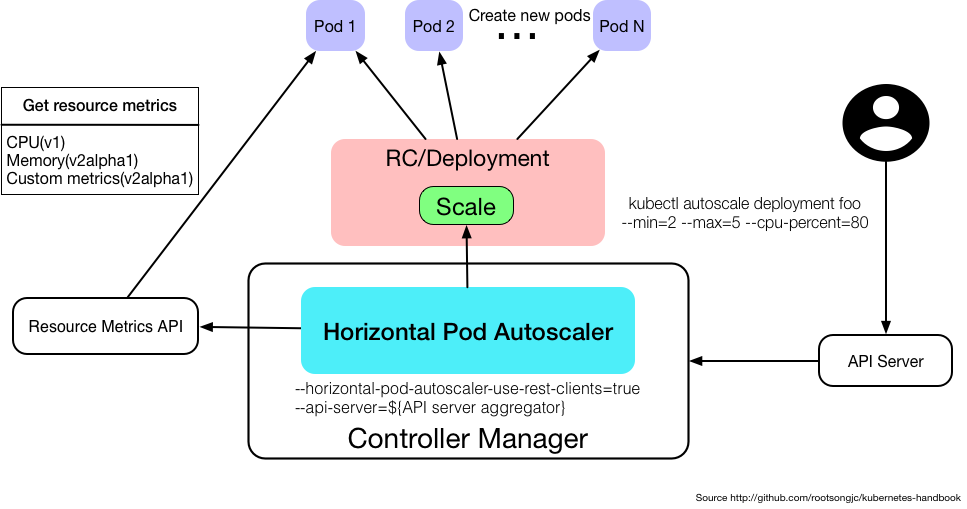 Create new pods
Pod 1
Pod 2
...
Pod N
Get resource metrics
CPU(v1)
Memory(v2alpha1)
Custom metrics(v2alpha1)
RC/Deployment
Scale
kubectl autoscale deployment foo
--min=2 --max=5 --cpu-percent=80
Resource Metrics API
Horizontal Pod Autoscaler
API Server
--horizontal-pod-autoscaler-use-rest-clients=true
--api-server=${API server aggregator}
Controller Manager
Source http://github.com/rootsongjc/kubernetes-handbook